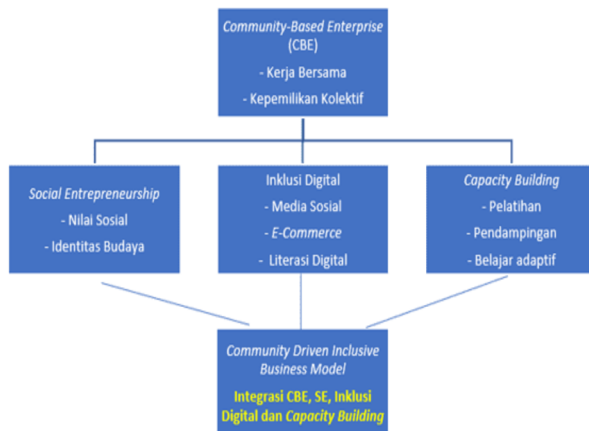 Community-Based Enterprise
(CBE)
- Kerja Bersama
- Kepemilikan Kolektif
Social Entrepreneurship
- Nilai Sosial
- Identitas Budaya
Inklusi Digital
- Media Sosial
- E-Commerce
- Literasi Digital
Capacity Building
- Pelatihan
- Pendampingan
- Belajar adaptif
Community Driven Inclusive
Business Model
Integrasi CBE, SE, Inklusi
Digital dan Capacity Building